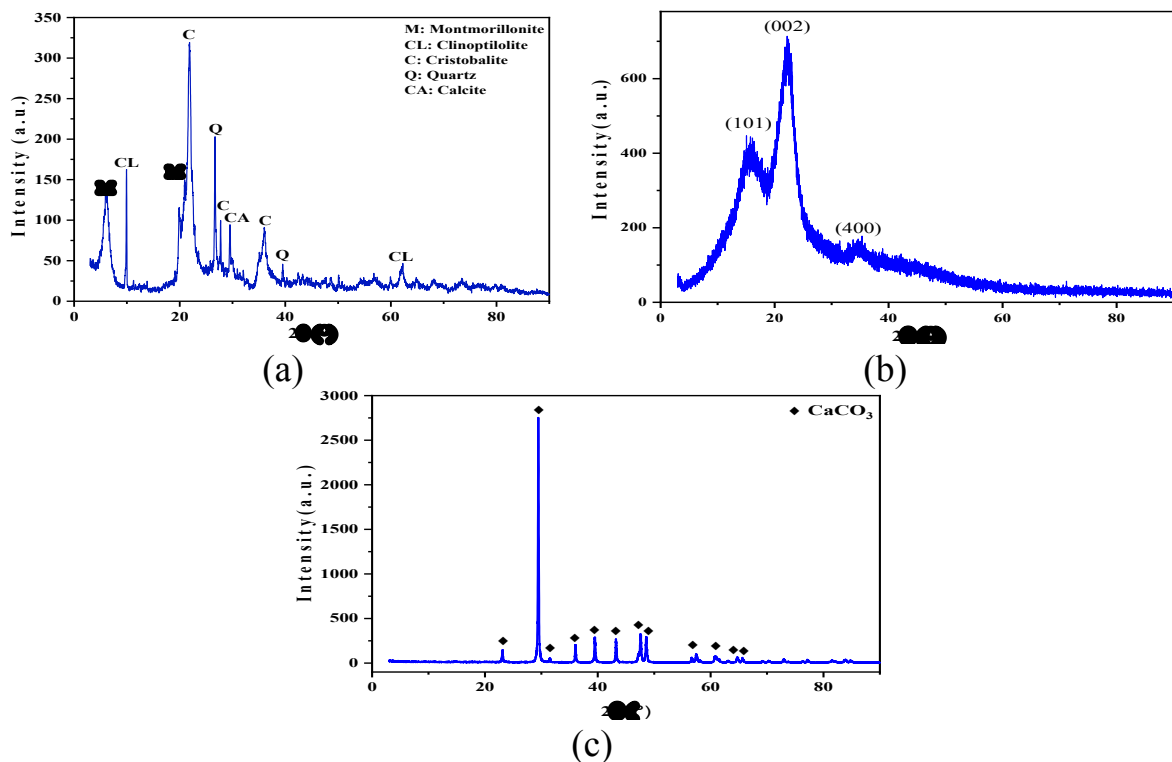 350
300
250
200
150
100
50
0
Intensity (a.u.)
M: Montmorillonite
CL: Clinoptilolite
C: Cristobalite
Q: Quartz
CA: Calcite
C
Q
CL
C
CA
C
Q
CL
0 20 40 60 80
(a)
600
400
200
0
Intensity(a.u.)
(002)
(101)
(400)
0 20 40 60 80
(b)
3000
2500
2000
1500
1000
500
0
Intensity(a.u.)
CaCO₃
0 20 40 60 80
(c)